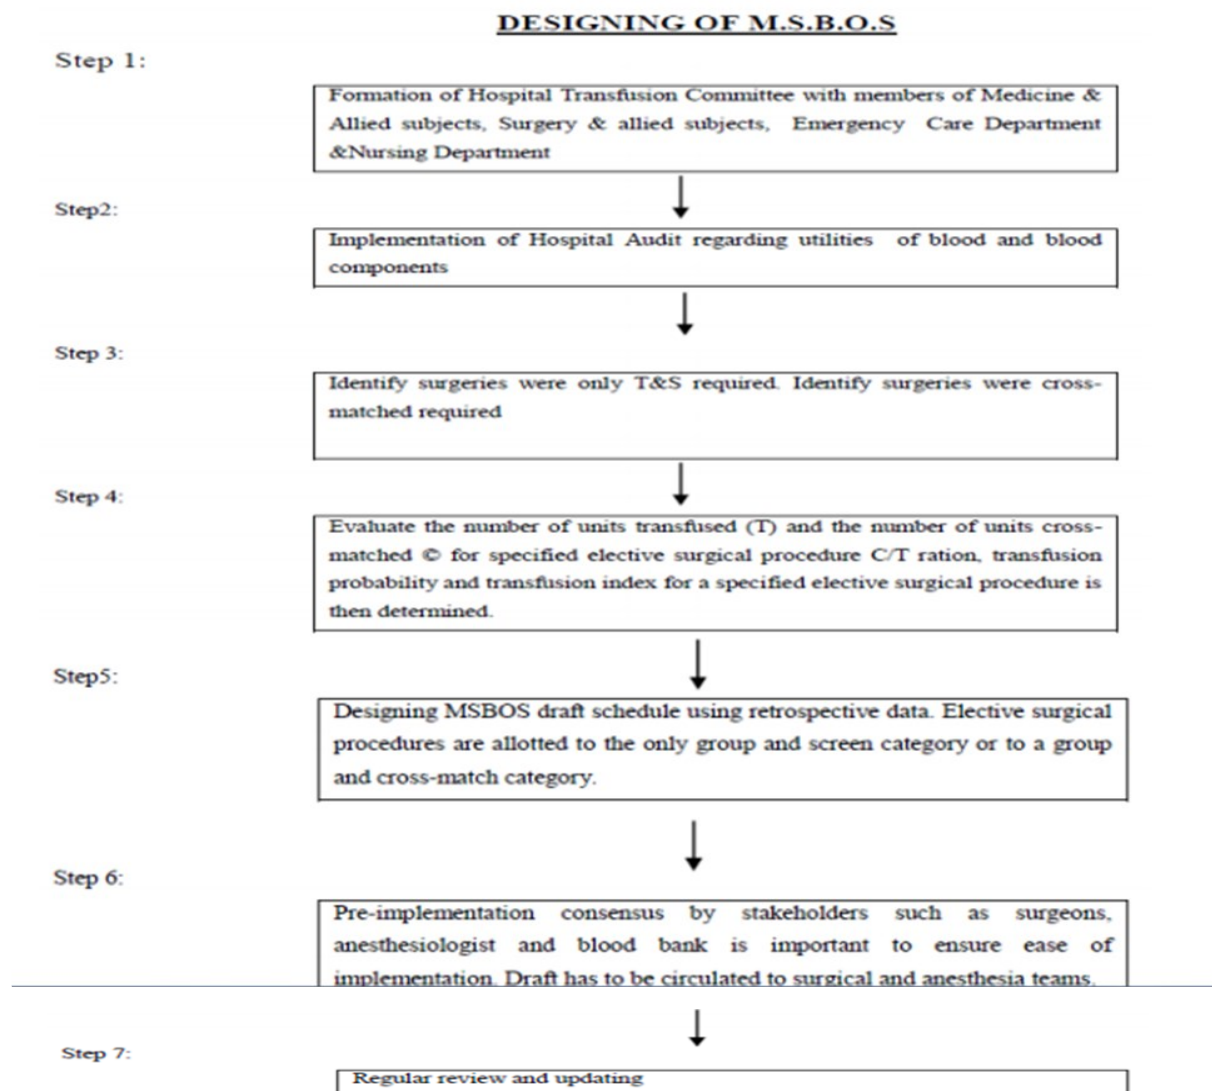 DESIGNING OF M.S.B.O.S
Step 1:
Formation of Hospital Transfusion Committee with members of Medicine &
Allied subjects, Surgery & allied subjects, Emergency Care Department
&Nursing Department
Step2:
Implementation of Hospital Audit regarding utilities of blood and blood
components
Step 3:
Identify surgeries were only T&S required. Identify surgeries were cross-
matched required
Step 4:
Evaluate the number of units transfused (T) and the number of units cross-
matched © for specified elective surgical procedure C/T ration, transfusion
probability and transfusion index for a specified elective surgical procedure is
then determined.
Step5:
Designing MSBOS draft schedule using retrospective data. Elective surgical
procedures are allotted to the only group and screen category or to a group
and cross-match category.
Step 6:
Pre-implementation consensus by stakeholders such as surgeons,
anesthesiologist and blood bank is important to ensure ease of
implementation. Draft has to be circulated to surgical and anesthesia teams.
Step 7:
Regular review and updating